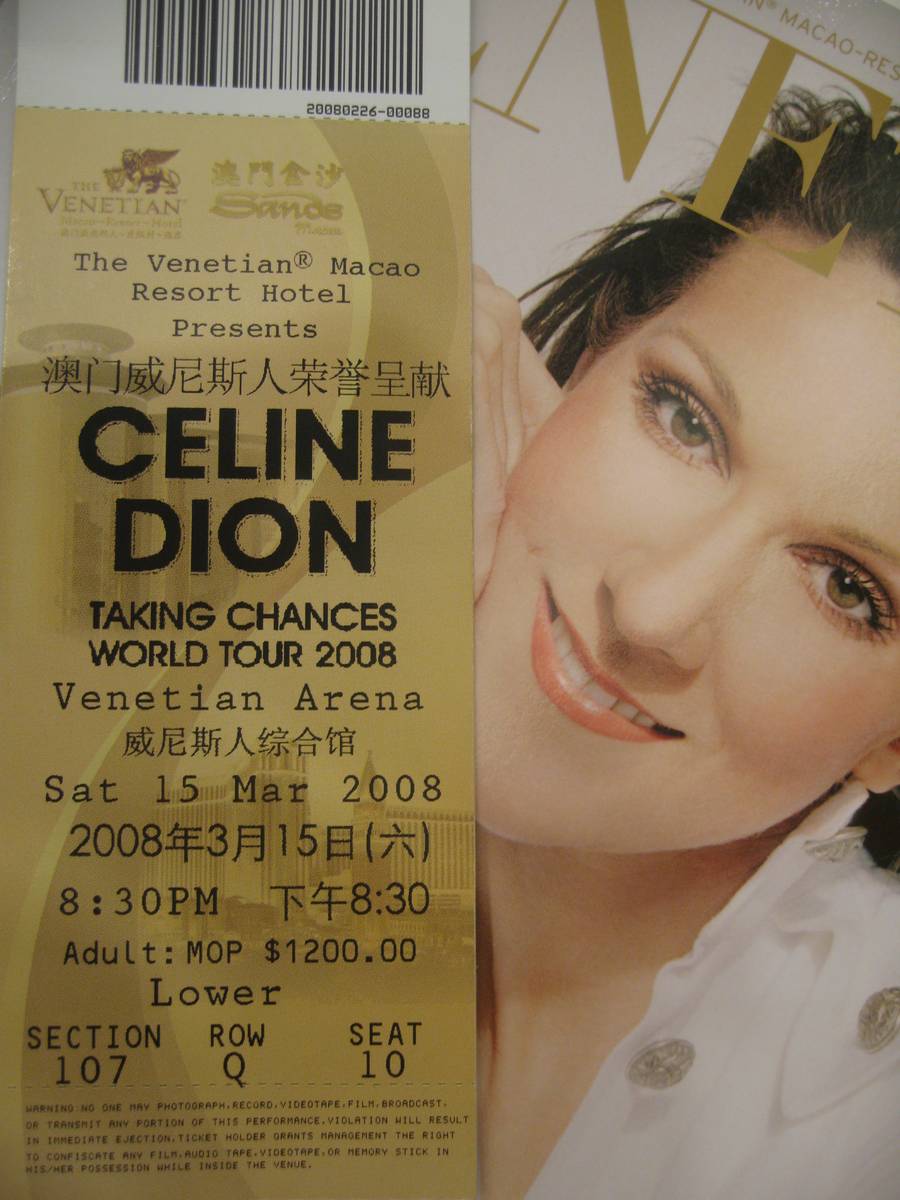 20080226-00088
THE
VENETIAN®
Macao-Resort-Hotel
澳門金沙
Sands
Macao
The Venetian® Macao
Resort Hotel
Presents
澳门威尼斯人荣誉呈献
CELINE
DION
TAKING CHANCES
WORLD TOUR 2008
Venetian Arena
威尼斯人综合馆
Sat 15 Mar 2008
2008年3月15日(六)
8:30PM 下午8:30
Adult: MOP $1200.00
Lower
SECTION ROW SEAT
107 Q 10
WARNING:NO ONE MAY PHOTOGRAPH,RECORD,VIDEOTAPE,FILM,BROADCAST,
OR TRANSMIT ANY PORTION OF THIS PERFORMANCE.VIOLATION WILL RESULT
IN IMMEDIATE EJECTION.TICKET HOLDER GRANTS MANAGEMENT THE RIGHT
TO CONFISCATE ANY FILM,AUDIO TAPE,VIDEOTAPE,OR MEMORY STICK IN
HIS/HER POSSESSION WHILE INSIDE THE VENUE.
AN® MACAO-RES
NE